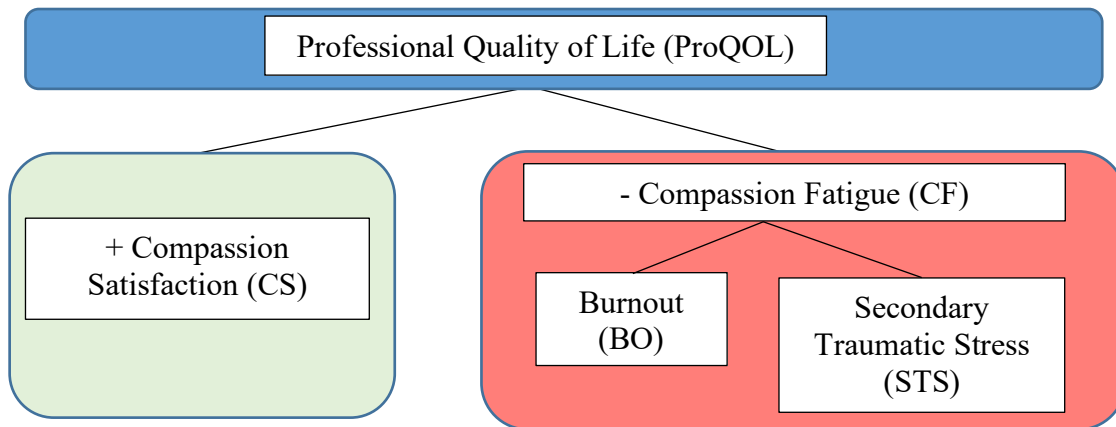 Professional Quality of Life (ProQOL)
+ Compassion
Satisfaction (CS)
- Compassion Fatigue (CF)
Burnout
(BO)
Secondary
Traumatic Stress
(STS)